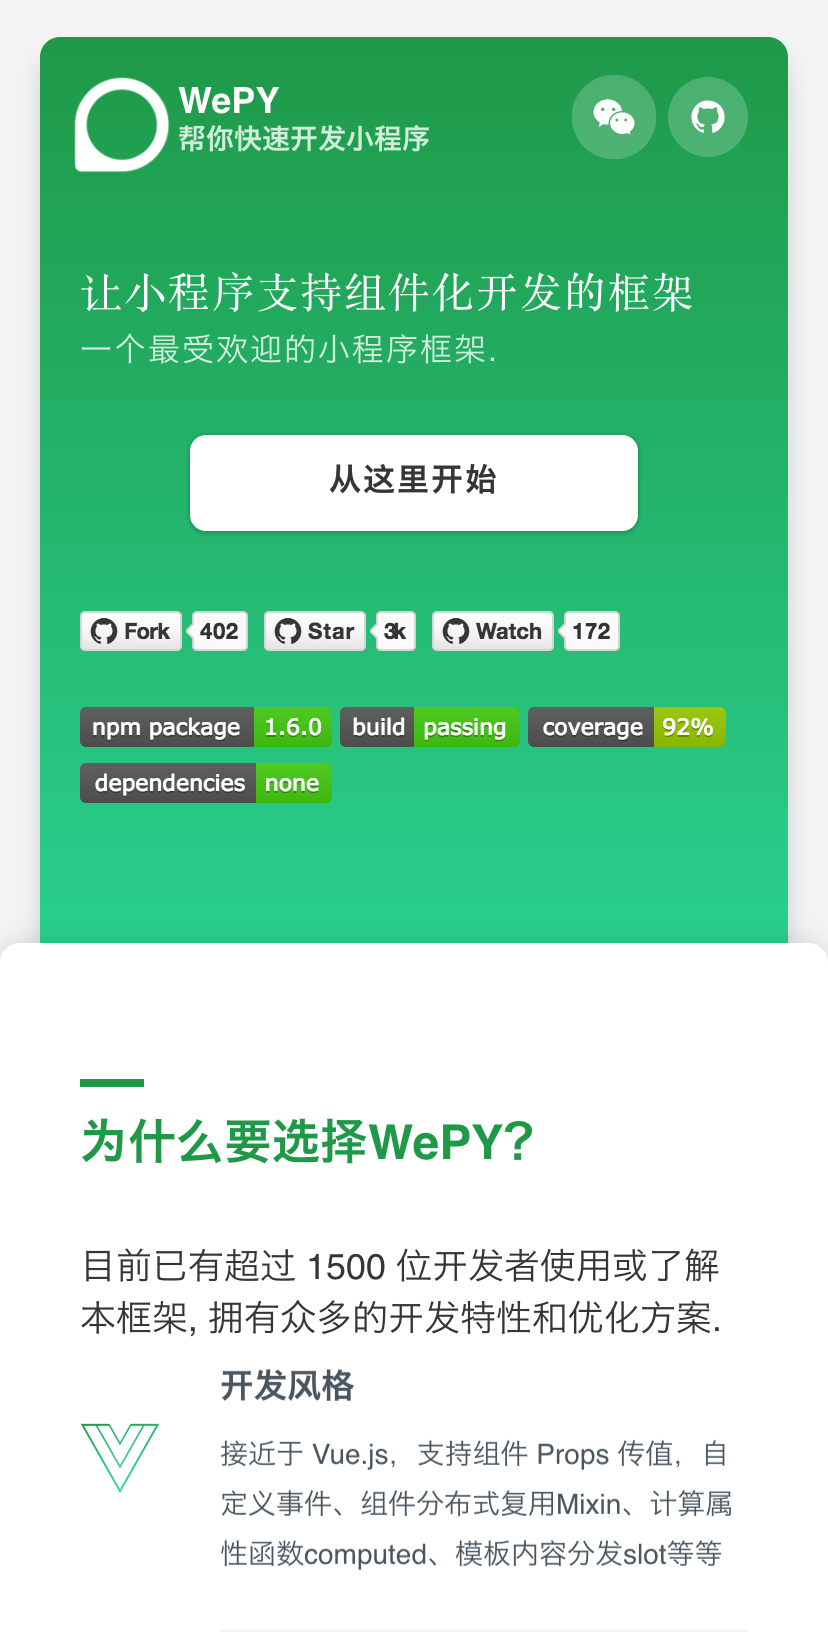 WePY
帮你快速开发小程序
让小程序支持组件化开发的框架
一个最受欢迎的小程序框架.
从这里开始
Fork 402 Star 3k Watch 172
npm package 1.6.0 build passing coverage 92%
dependencies none
为什么要选择WePY？
目前已有超过 1500 位开发者使用或了解
本框架, 拥有众多的开发特性和优化方案.
开发风格
接近于 Vue.js，支持组件 Props 传值，自
定义事件、组件分布式复用Mixin、计算属
性函数computed、模板内容分发slot等等